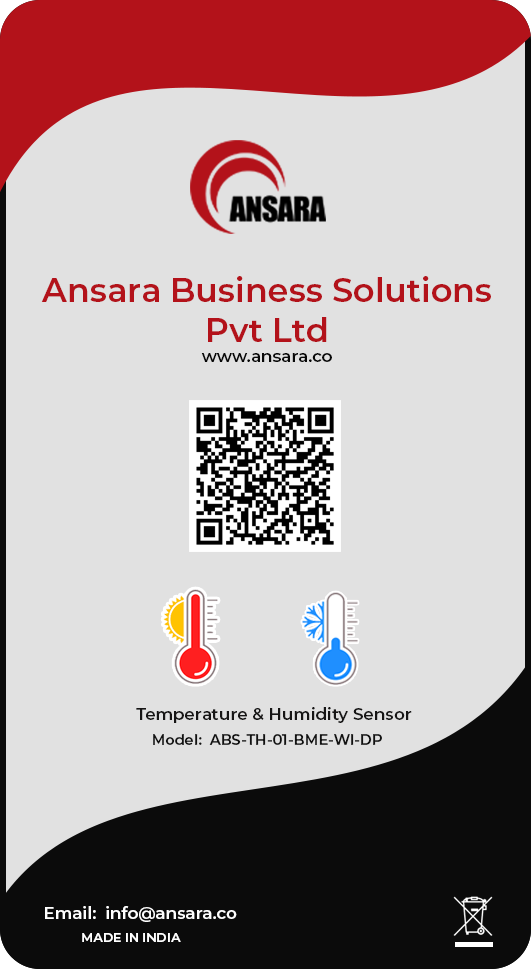 ANSARA
Ansara Business Solutions
Pvt Ltd
www.ansara.co
Temperature & Humidity Sensor
Model: ABS-TH-01-BME-WI-DP
Email: info@ansara.co
MADE IN INDIA